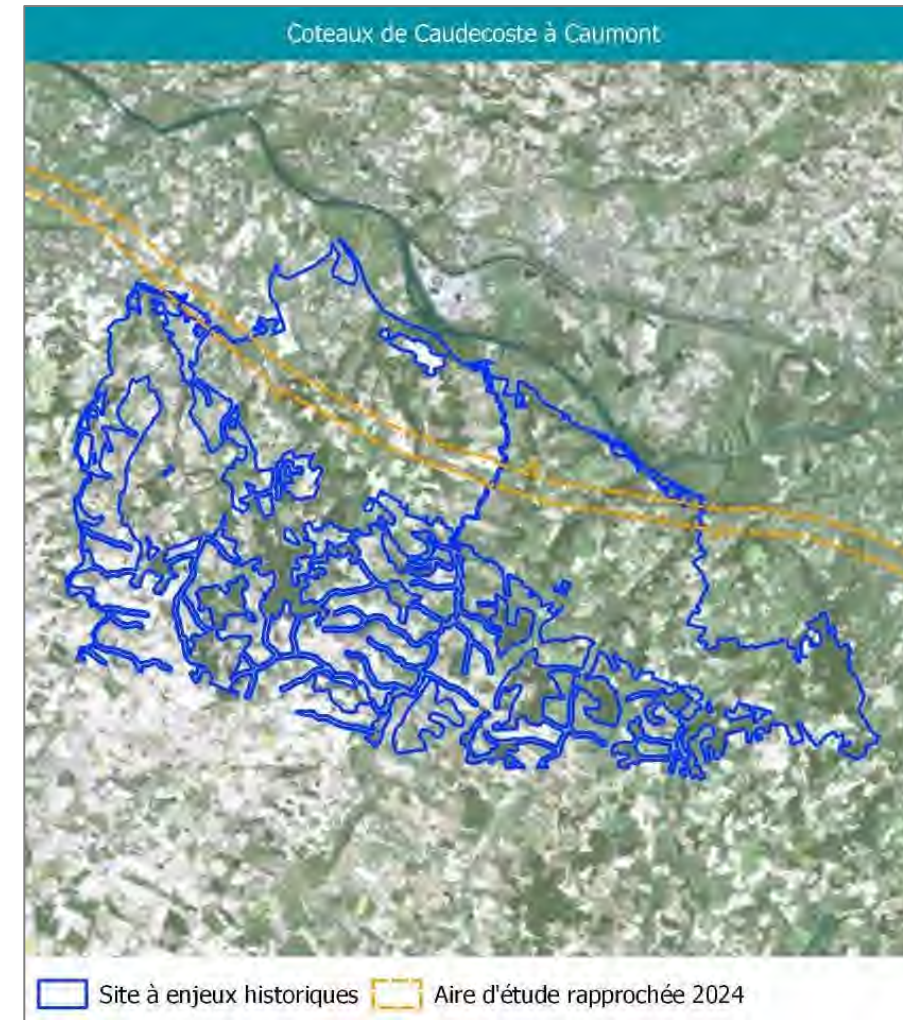 Coteaux de Caudecoste à Caumont
Site à enjeux historiques Aire d'étude rapprochée 2024